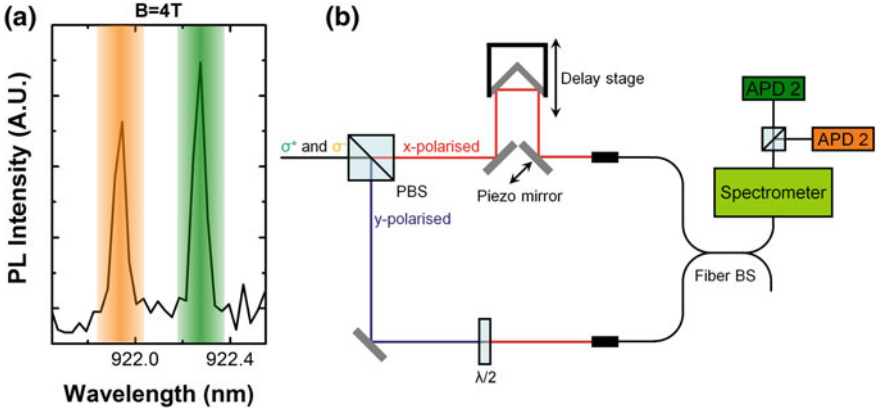 (a)
B=4T
PL Intensity (A.U.)
922.0
922.4
Wavelength (nm)
(b)
Delay stage
σ⁺ and σ⁻
x-polarised
PBS
Piezo mirror
y-polarised
λ/2
Fiber BS
Spectrometer
APD 2
APD 2